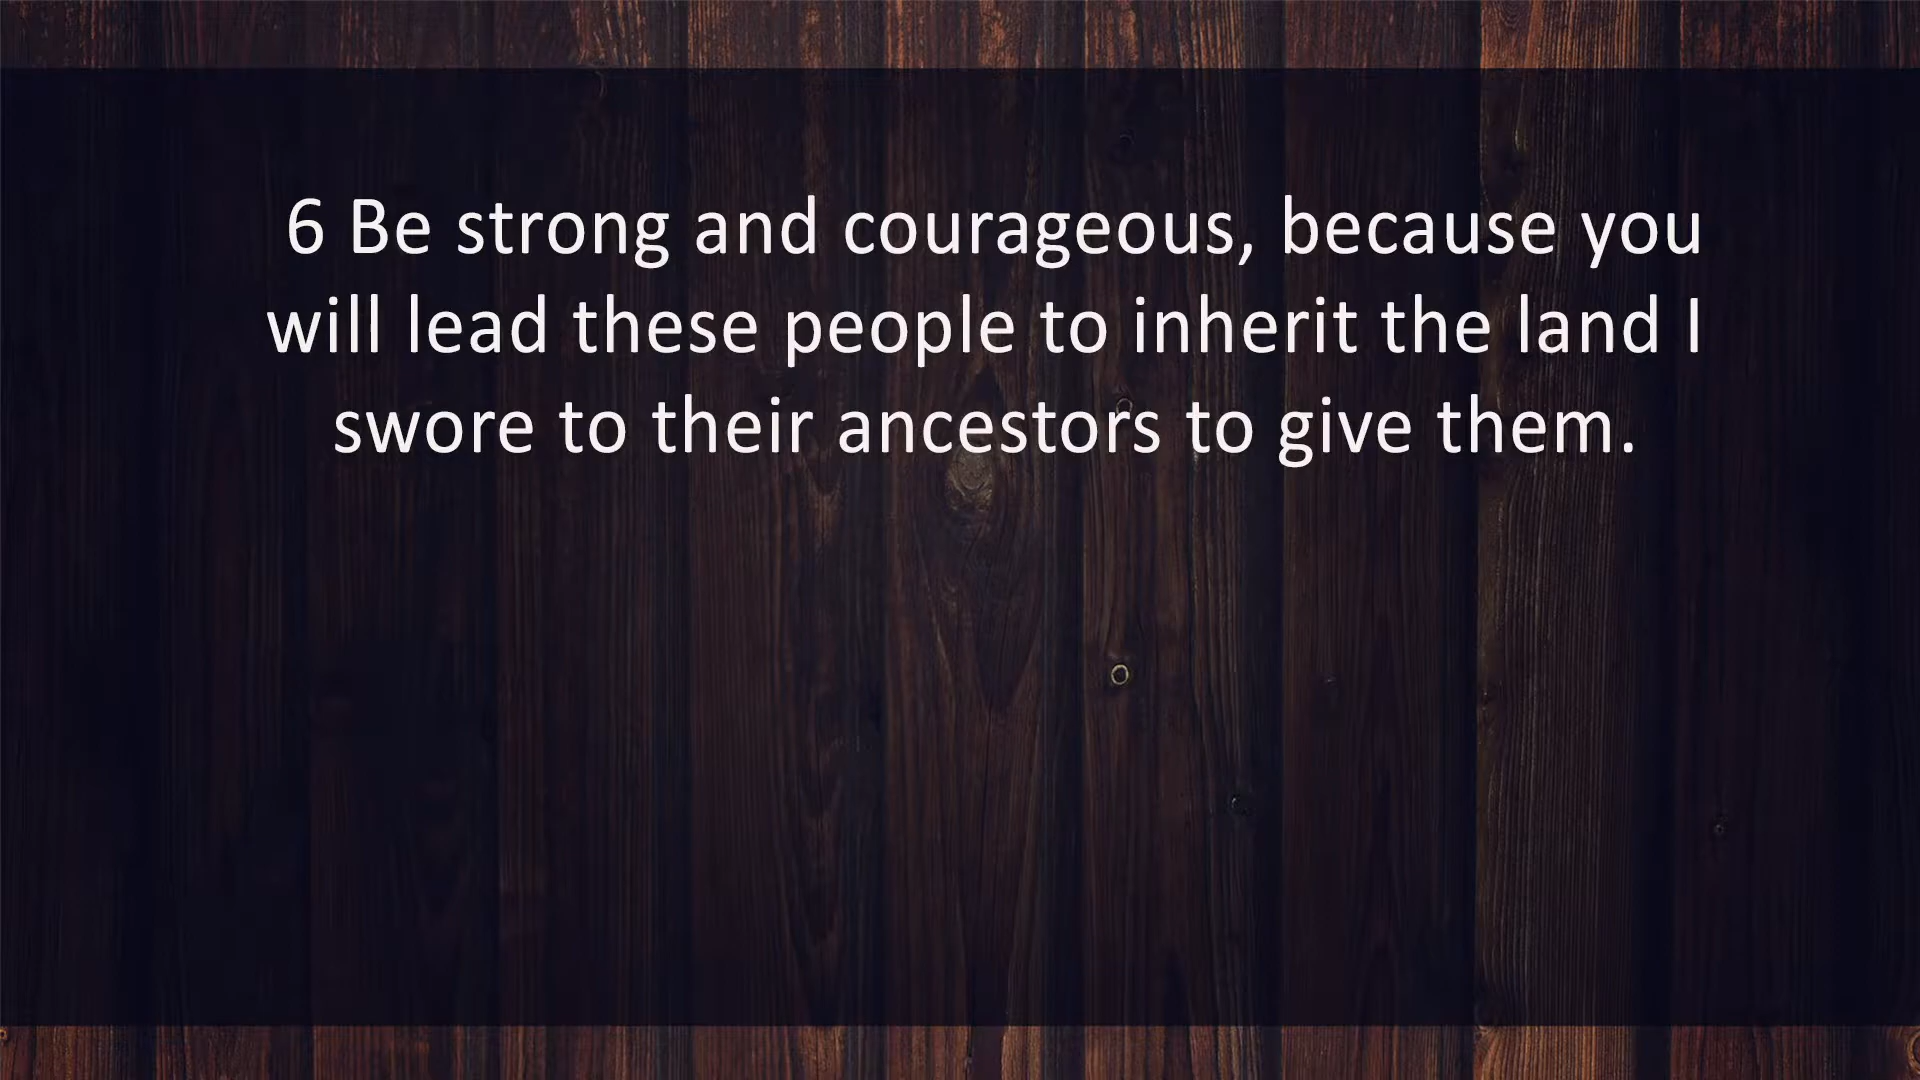 6 Be strong and courageous, because you
will lead these people to inherit the land I
swore to their ancestors to give them.